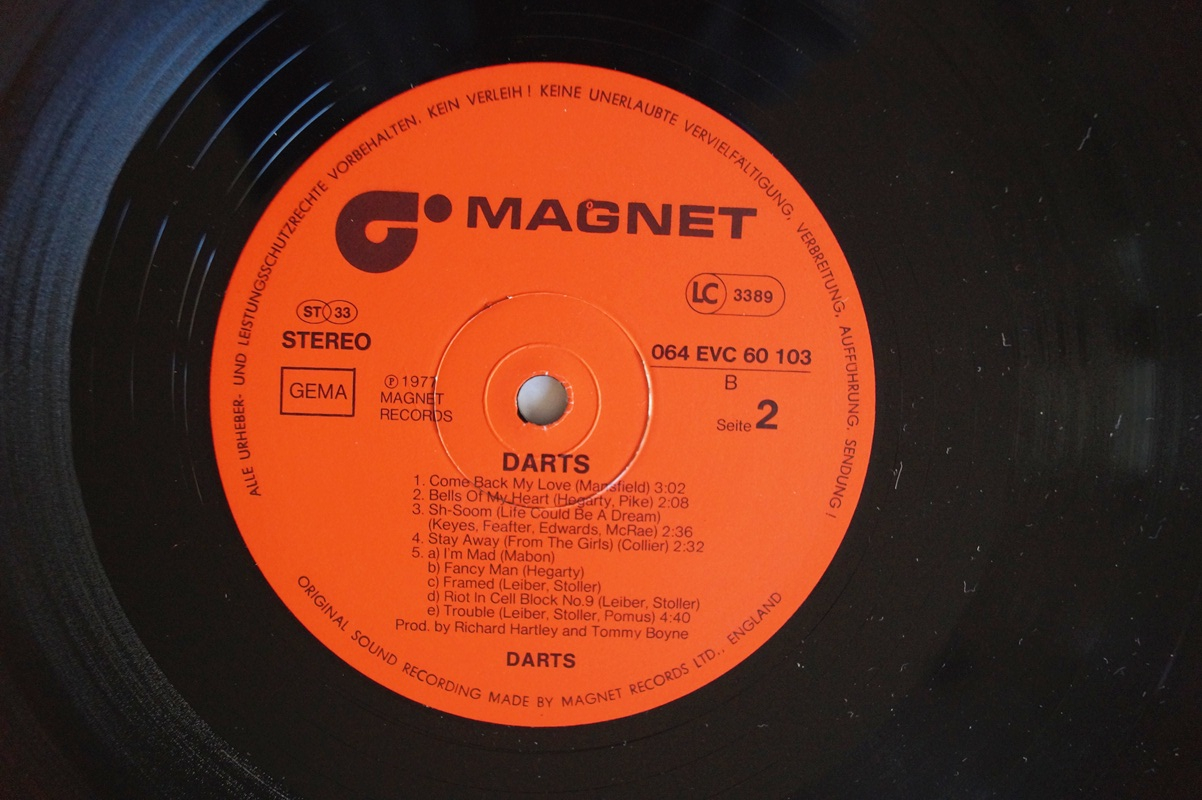 ALLE URHEBER- UND LEISTUNGSSCHUTZRECHTE VORBEHALTEN, KEIN VERLEIH! KEINE UNERLAUBTE VERVIELFÄLTIGUNG, VERBREITUNG, AUFFÜHRUNG, SENDUNG!
MAGNET
LC 3389
ST 33
STEREO
GEMA
℗ 1977
MAGNET
RECORDS
064 EVC 60 103
B
Seite 2
DARTS
1. Come Back My Love (Mansfield) 3:02
2. Bells Of My Heart (Hegarty, Pike) 2:08
3. Sh-Soom (Life Could Be A Dream)
(Keyes, Feafter, Edwards, McRae) 2:36
4. Stay Away (From The Girls) (Collier) 2:32
5. a) I'm Mad (Mabon)
b) Fancy Man (Hegarty)
c) Framed (Leiber, Stoller)
d) Riot In Cell Block No.9 (Leiber, Stoller)
e) Trouble (Leiber, Stoller, Pomus) 4:40
Prod. by Richard Hartley and Tommy Boyne
DARTS
ORIGINAL SOUND RECORDING MADE BY MAGNET RECORDS LTD., ENGLAND